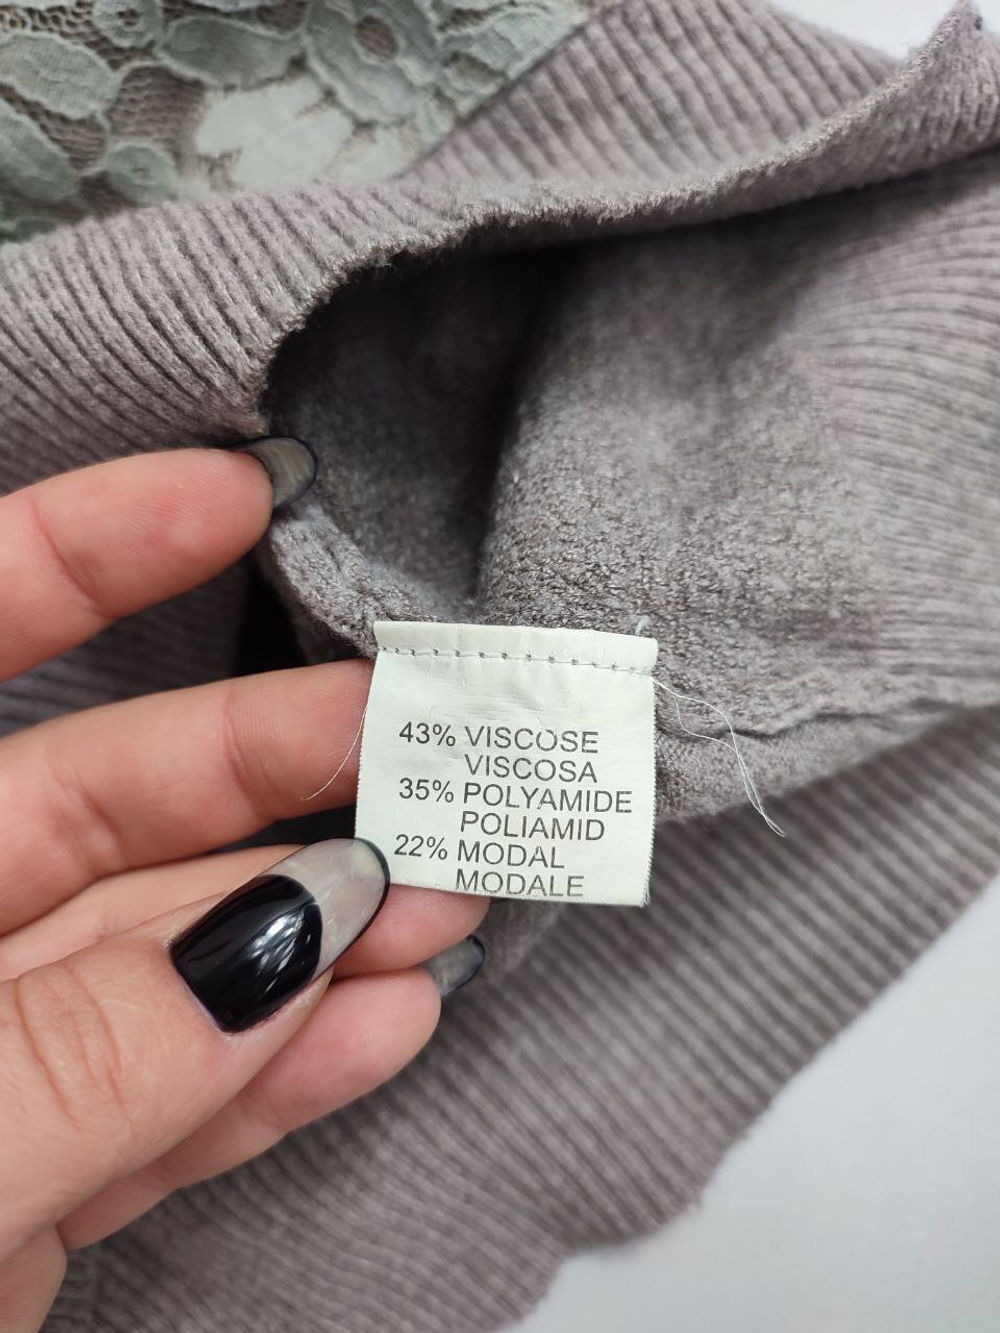 43% VISCOSE
VISCOSA
35% POLYAMIDE
POLIAMID
22% MODAL
MODALE